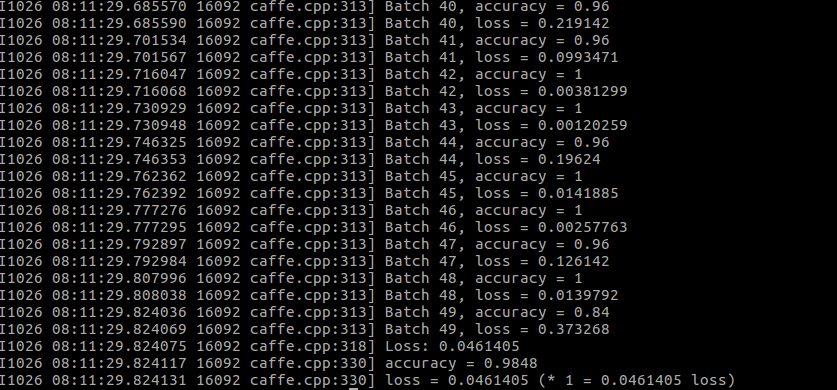 I1026 08:11:29.685570 16092 caffe.cpp:313] Batch 40, accuracy = 0.96
I1026 08:11:29.685590 16092 caffe.cpp:313] Batch 40, loss = 0.219142
I1026 08:11:29.701534 16092 caffe.cpp:313] Batch 41, accuracy = 0.96
I1026 08:11:29.701567 16092 caffe.cpp:313] Batch 41, loss = 0.0993471
I1026 08:11:29.716047 16092 caffe.cpp:313] Batch 42, accuracy = 1
I1026 08:11:29.716068 16092 caffe.cpp:313] Batch 42, loss = 0.00381299
I1026 08:11:29.730929 16092 caffe.cpp:313] Batch 43, accuracy = 1
I1026 08:11:29.730948 16092 caffe.cpp:313] Batch 43, loss = 0.00120259
I1026 08:11:29.746325 16092 caffe.cpp:313] Batch 44, accuracy = 0.96
I1026 08:11:29.746353 16092 caffe.cpp:313] Batch 44, loss = 0.19624
I1026 08:11:29.762362 16092 caffe.cpp:313] Batch 45, accuracy = 1
I1026 08:11:29.762392 16092 caffe.cpp:313] Batch 45, loss = 0.0141885
I1026 08:11:29.777276 16092 caffe.cpp:313] Batch 46, accuracy = 1
I1026 08:11:29.777295 16092 caffe.cpp:313] Batch 46, loss = 0.00257763
I1026 08:11:29.792897 16092 caffe.cpp:313] Batch 47, accuracy = 0.96
I1026 08:11:29.792984 16092 caffe.cpp:313] Batch 47, loss = 0.126142
I1026 08:11:29.807996 16092 caffe.cpp:313] Batch 48, accuracy = 1
I1026 08:11:29.808038 16092 caffe.cpp:313] Batch 48, loss = 0.0139792
I1026 08:11:29.824036 16092 caffe.cpp:313] Batch 49, accuracy = 0.84
I1026 08:11:29.824069 16092 caffe.cpp:313] Batch 49, loss = 0.373268
I1026 08:11:29.824075 16092 caffe.cpp:318] Loss: 0.0461405
I1026 08:11:29.824117 16092 caffe.cpp:330] accuracy = 0.9848
I1026 08:11:29.824131 16092 caffe.cpp:330] loss = 0.0461405 (* 1 = 0.0461405 loss)